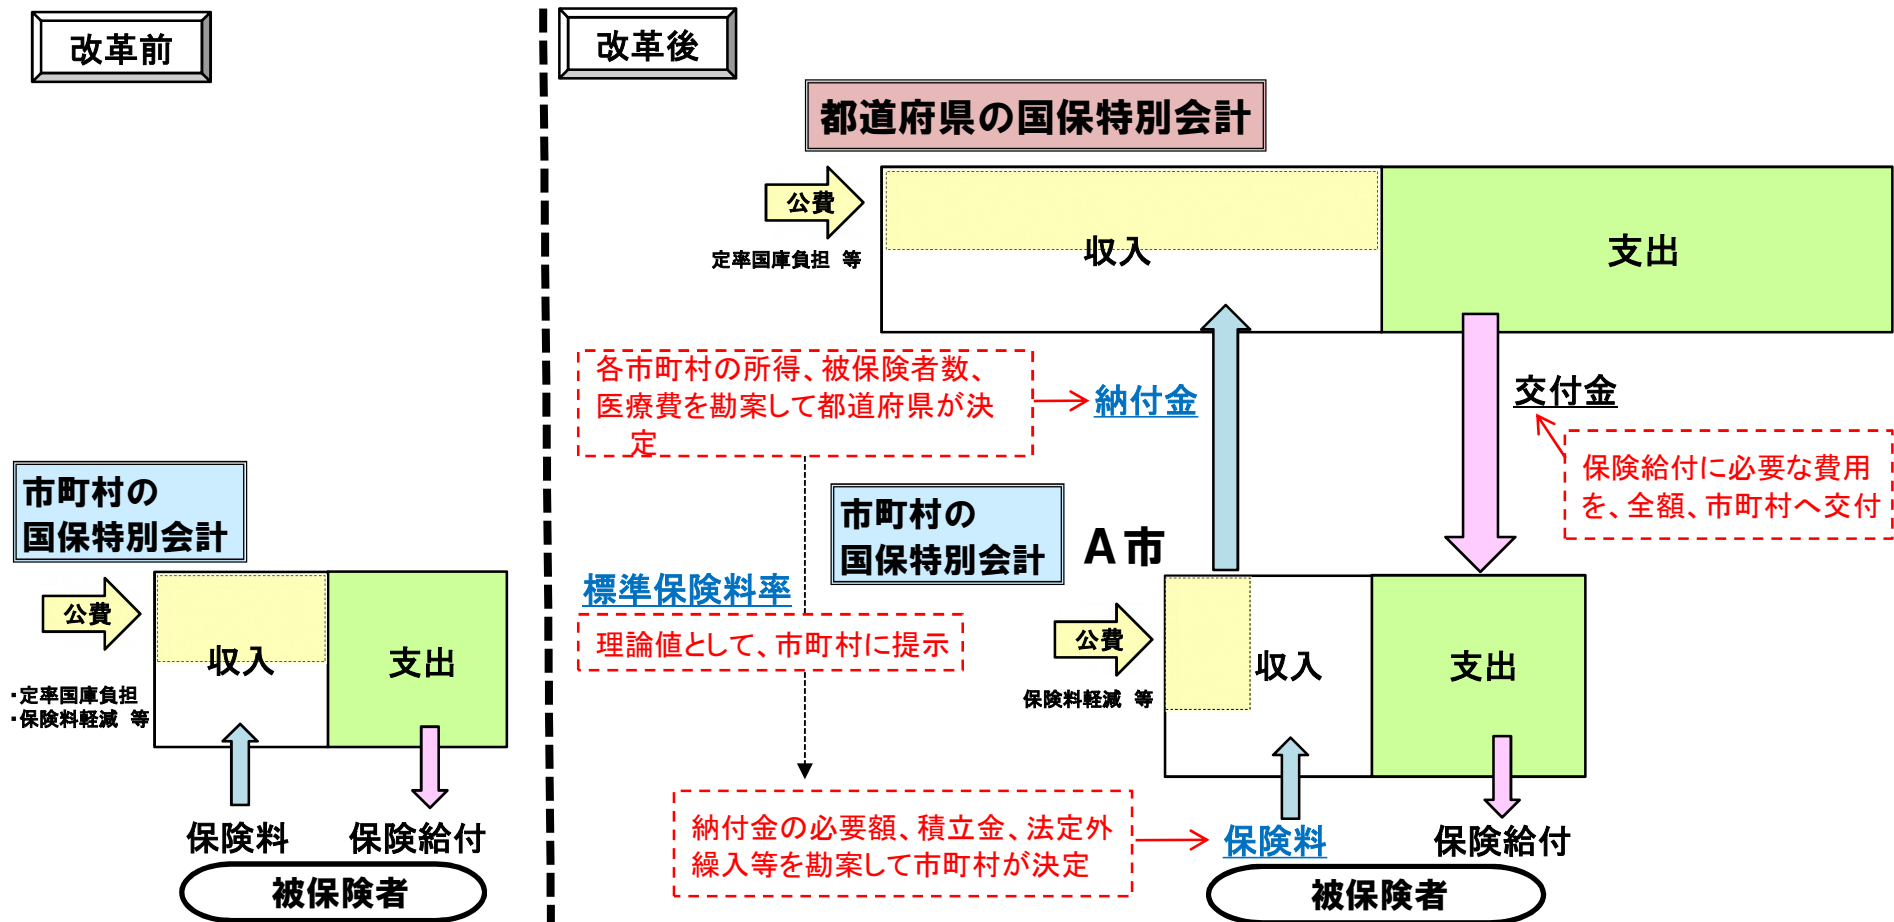 改革前
市町村の
国保特別会計
公費
・定率国庫負担
・保険料軽減 等
収入
支出
保険料
保険給付
被保険者
改革後
都道府県の国保特別会計
公費
定率国庫負担 等
収入
支出
各市町村の所得、被保険者数、
医療費を勘案して都道府県が決
定
納付金
交付金
保険給付に必要な費用
を、全額、市町村へ交付
市町村の
国保特別会計
A市
標準保険料率
理論値として、市町村に提示
公費
保険料軽減 等
収入
支出
納付金の必要額、積立金、法定外
繰入等を勘案して市町村が決定
保険料
保険給付
被保険者